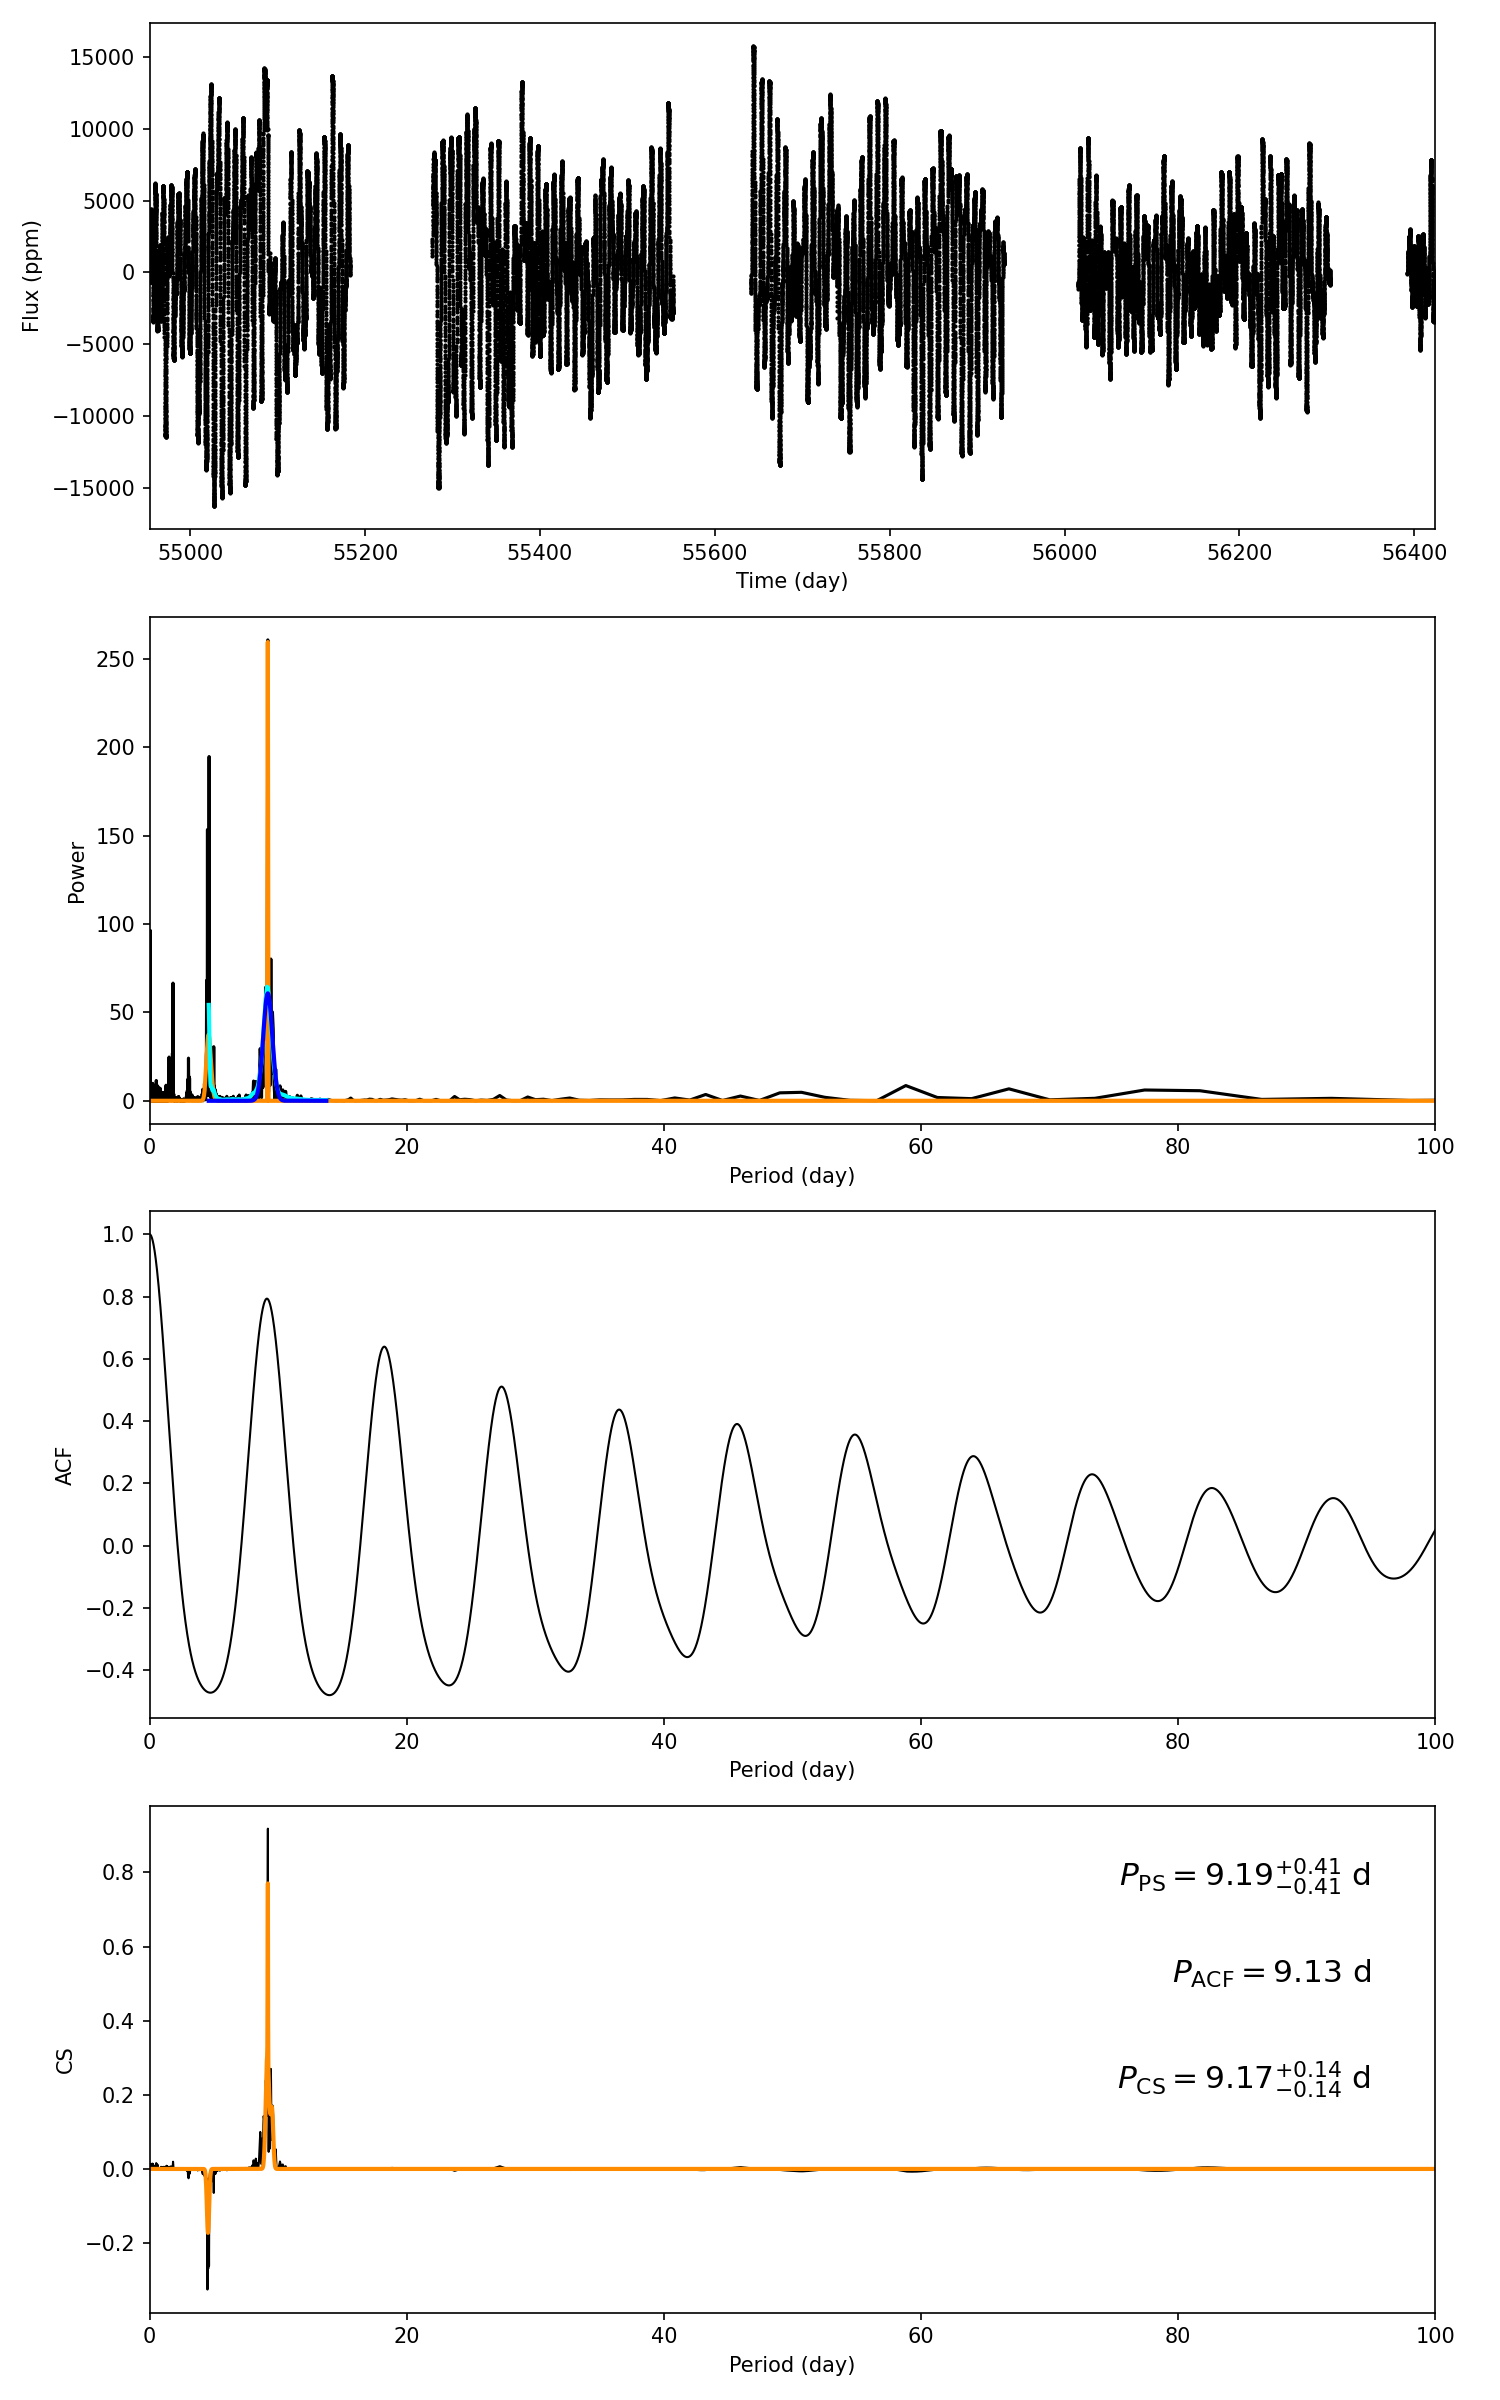 15000
10000
5000
0
−5000
−10000
−15000
Flux (ppm)
55000 55200 55400 55600 55800 56000 56200 56400
Time (day)
250
200
150
100
50
0
Power
0 20 40 60 80 100
Period (day)
1.0
0.8
0.6
0.4
0.2
0.0
−0.2
−0.4
ACF
0 20 40 60 80 100
Period (day)
0.8
0.6
0.4
0.2
0.0
−0.2
CS
P_PS = 9.19 +0.41 −0.41 d
P_ACF = 9.13 d
P_CS = 9.17 +0.14 −0.14 d
0 20 40 60 80 100
Period (day)